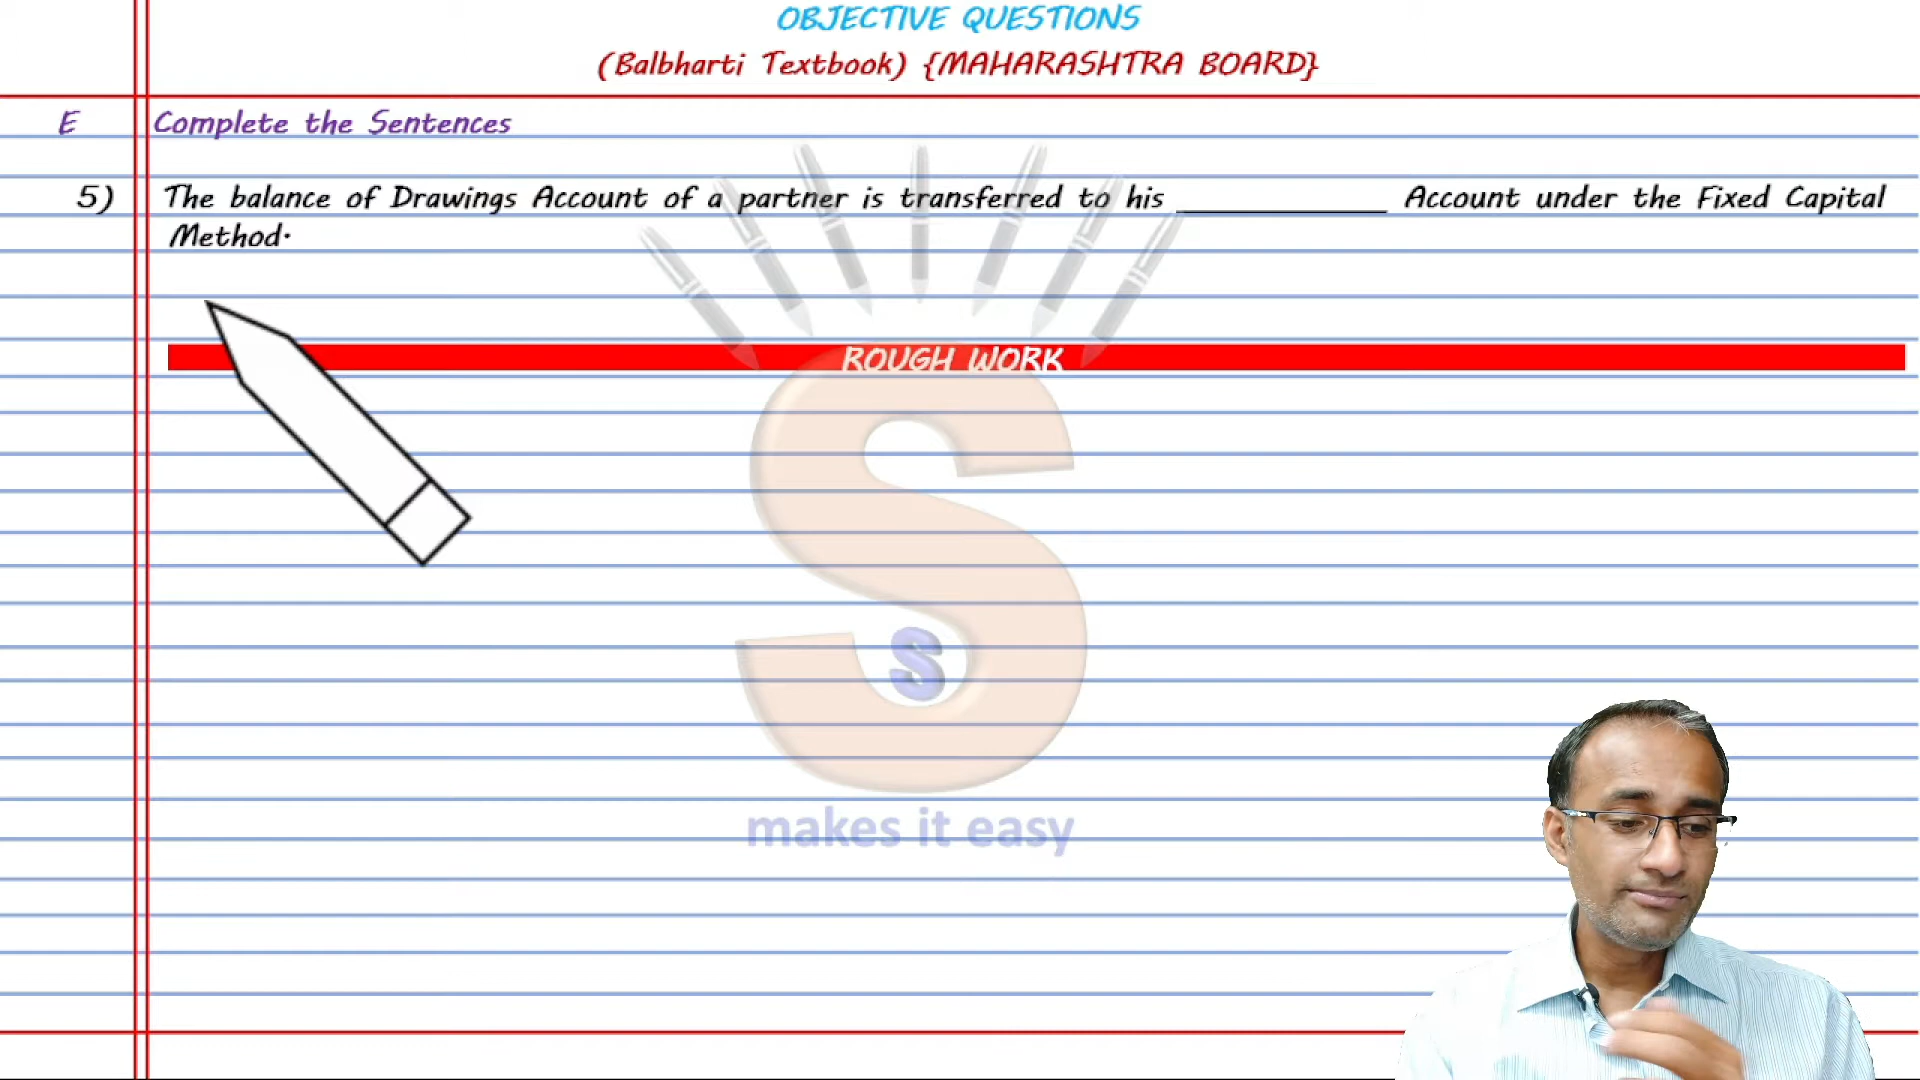 OBJECTIVE QUESTIONS
(Balbharti Textbook) {MAHARASHTRA BOARD}
E Complete the Sentences
5) The balance of Drawings Account of a partner is transferred to his ______________ Account under the Fixed Capital
Method.
ROUGH WORK
S
s
makes it easy